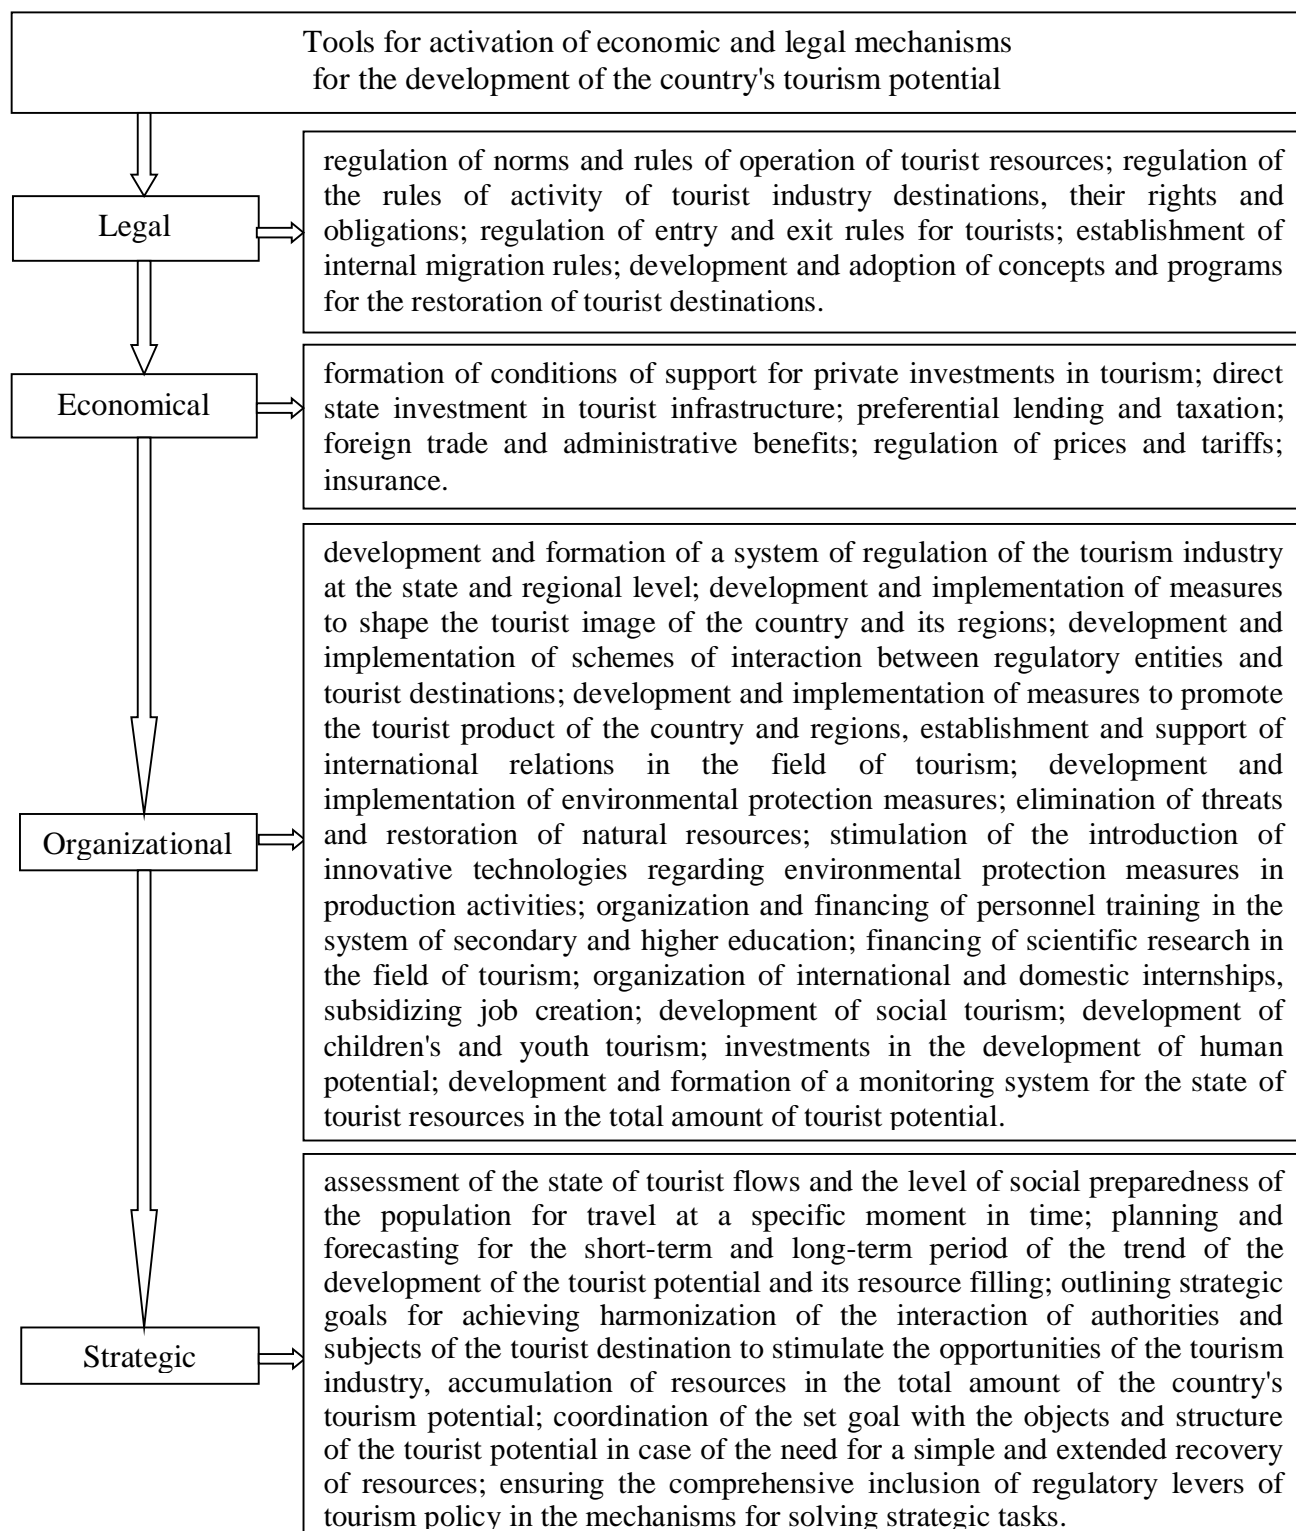 Tools for activation of economic and legal mechanisms
for the development of the country's tourism potential
Legal
regulation of norms and rules of operation of tourist resources; regulation of
the rules of activity of tourist industry destinations, their rights and
obligations; regulation of entry and exit rules for tourists; establishment of
internal migration rules; development and adoption of concepts and programs
for the restoration of tourist destinations.
Economical
formation of conditions of support for private investments in tourism; direct
state investment in tourist infrastructure; preferential lending and taxation;
foreign trade and administrative benefits; regulation of prices and tariffs;
insurance.
Organizational
development and formation of a system of regulation of the tourism industry
at the state and regional level; development and implementation of measures
to shape the tourist image of the country and its regions; development and
implementation of schemes of interaction between regulatory entities and
tourist destinations; development and implementation of measures to promote
the tourist product of the country and regions, establishment and support of
international relations in the field of tourism; development and
implementation of environmental protection measures; elimination of threats
and restoration of natural resources; stimulation of the introduction of
innovative technologies regarding environmental protection measures in
production activities; organization and financing of personnel training in the
system of secondary and higher education; financing of scientific research in
the field of tourism; organization of international and domestic internships,
subsidizing job creation; development of social tourism; development of
children's and youth tourism; investments in the development of human
potential; development and formation of a monitoring system for the state of
tourist resources in the total amount of tourist potential.
Strategic
assessment of the state of tourist flows and the level of social preparedness of
the population for travel at a specific moment in time; planning and
forecasting for the short-term and long-term period of the trend of the
development of the tourist potential and its resource filling; outlining strategic
goals for achieving harmonization of the interaction of authorities and
subjects of the tourist destination to stimulate the opportunities of the tourism
industry, accumulation of resources in the total amount of the country's
tourism potential; coordination of the set goal with the objects and structure
of the tourist potential in case of the need for a simple and extended recovery
of resources; ensuring the comprehensive inclusion of regulatory levers of
tourism policy in the mechanisms for solving strategic tasks.